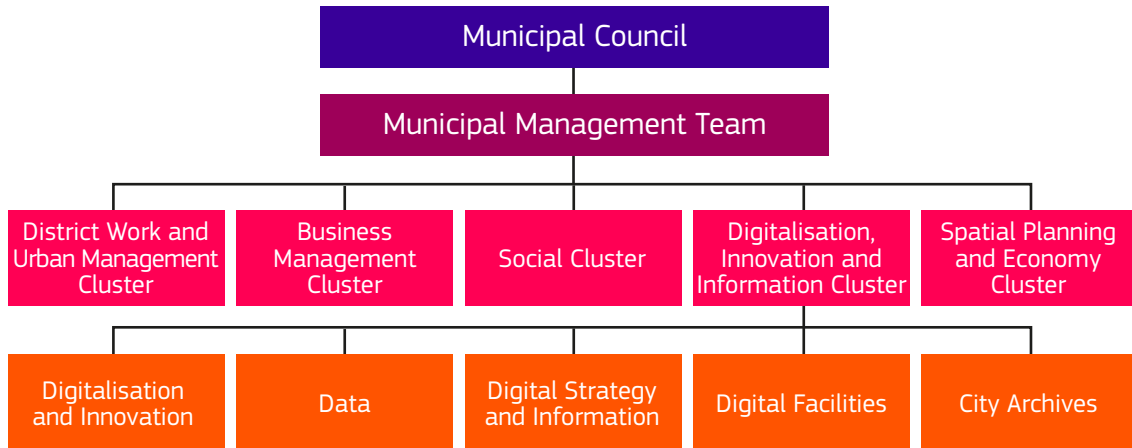 Municipal Council
Municipal Management Team
District Work and
Urban Management
Cluster
Business
Management
Cluster
Social Cluster
Digitalisation,
Innovation and
Information Cluster
Spatial Planning
and Economy
Cluster
Digitalisation
and Innovation
Data
Digital Strategy
and Information
Digital Facilities
City Archives